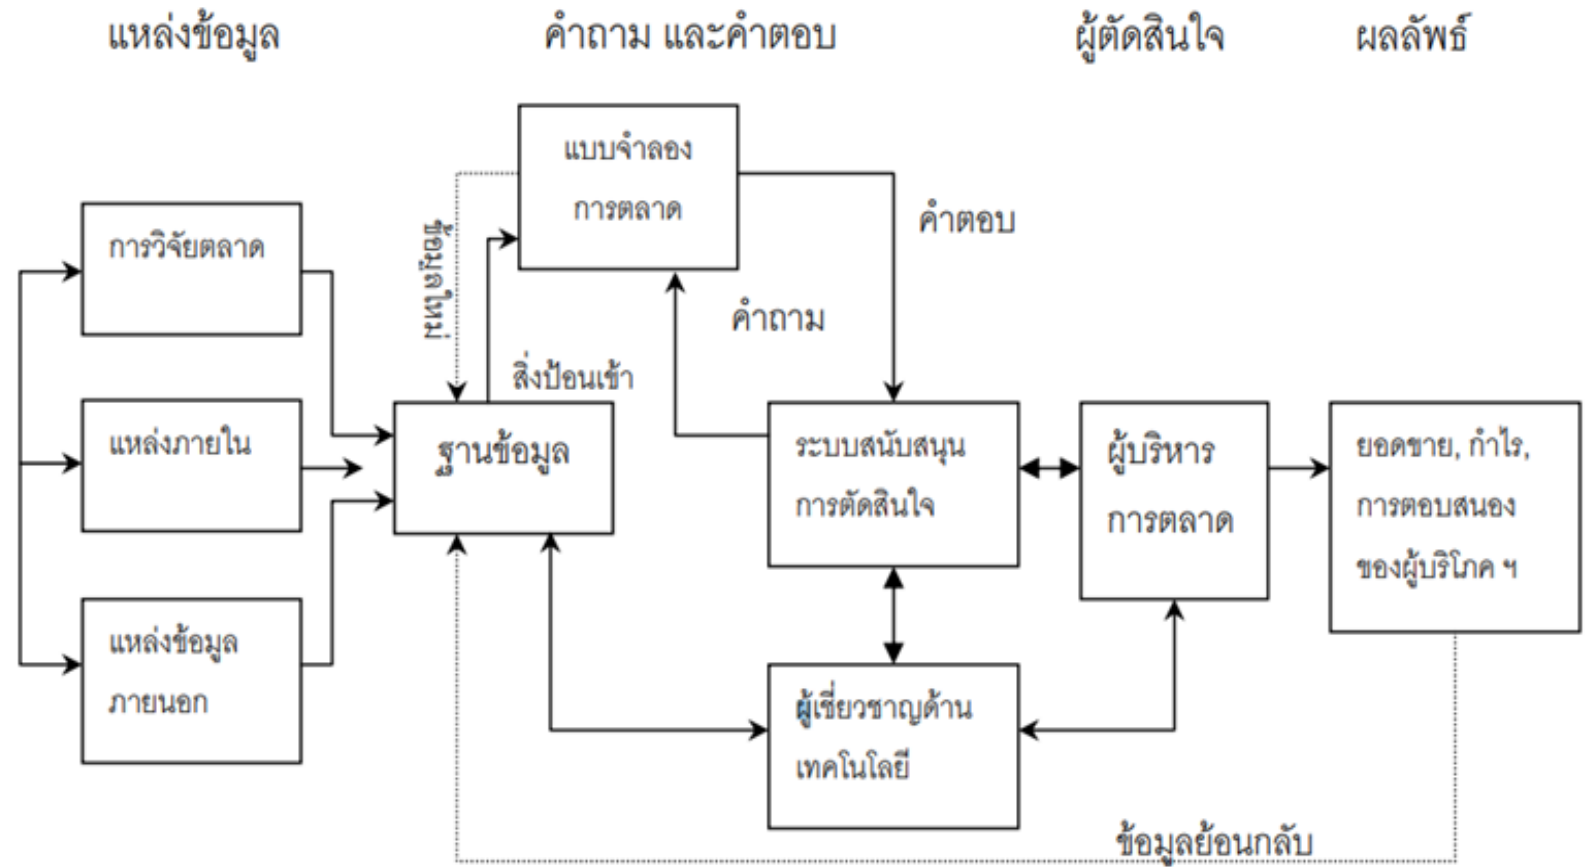 แหล่งข้อมูล
คำถาม และคำตอบ
ผู้ตัดสินใจ
ผลลัพธ์
แบบจำลอง
การตลาด
คำตอบ
การวิจัยตลาด
ข้อมูลใหม่
คำถาม
สิ่งป้อนเข้า
แหล่งภายใน
ฐานข้อมูล
ระบบสนับสนุน
การตัดสินใจ
ผู้บริหาร
การตลาด
ยอดขาย, กำไร,
การตอบสนอง
ของผู้บริโภค ฯ
แหล่งข้อมูล
ภายนอก
ผู้เชี่ยวชาญด้าน
เทคโนโลยี
ข้อมูลย้อนกลับ